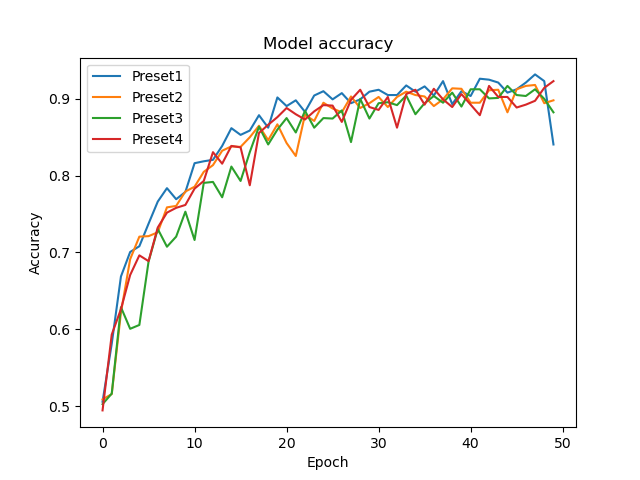 Model accuracy
Preset1
Preset2
Preset3
Preset4
Accuracy
0.9
0.8
0.7
0.6
0.5
0 10 20 30 40 50
Epoch